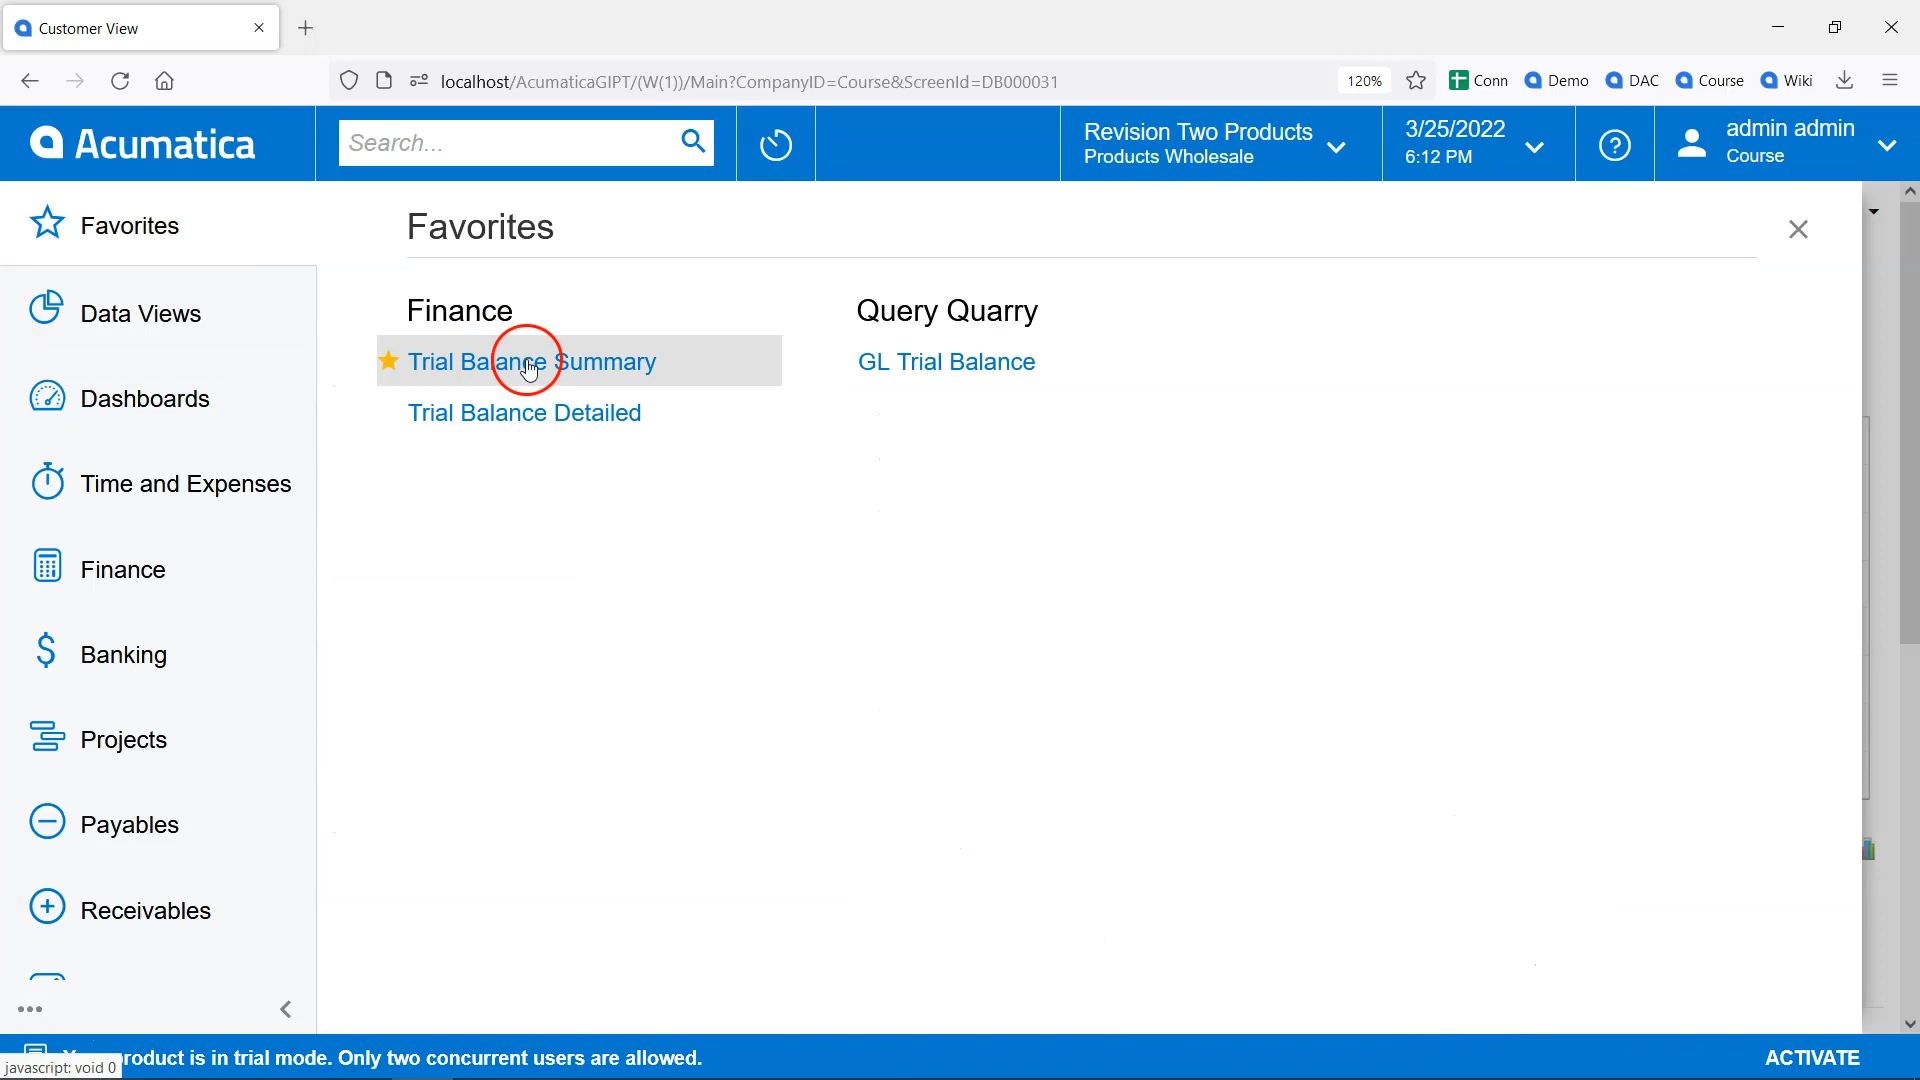 Customer View
localhost/AcumaticaGIPT/(W(1))/Main?CompanyID=Course&ScreenId=DB000031
120%
Conn
Demo
DAC
Course
Wiki
Acumatica
Search...
Revision Two Products
Products Wholesale
3/25/2022
6:12 PM
admin admin
Course
Favorites
Data Views
Dashboards
Time and Expenses
Finance
Banking
Projects
Payables
Receivables
Favorites
Finance
Trial Balance Summary
Trial Balance Detailed
Query Quarry
GL Trial Balance
product is in trial mode. Only two concurrent users are allowed.
ACTIVATE
javascript: void 0